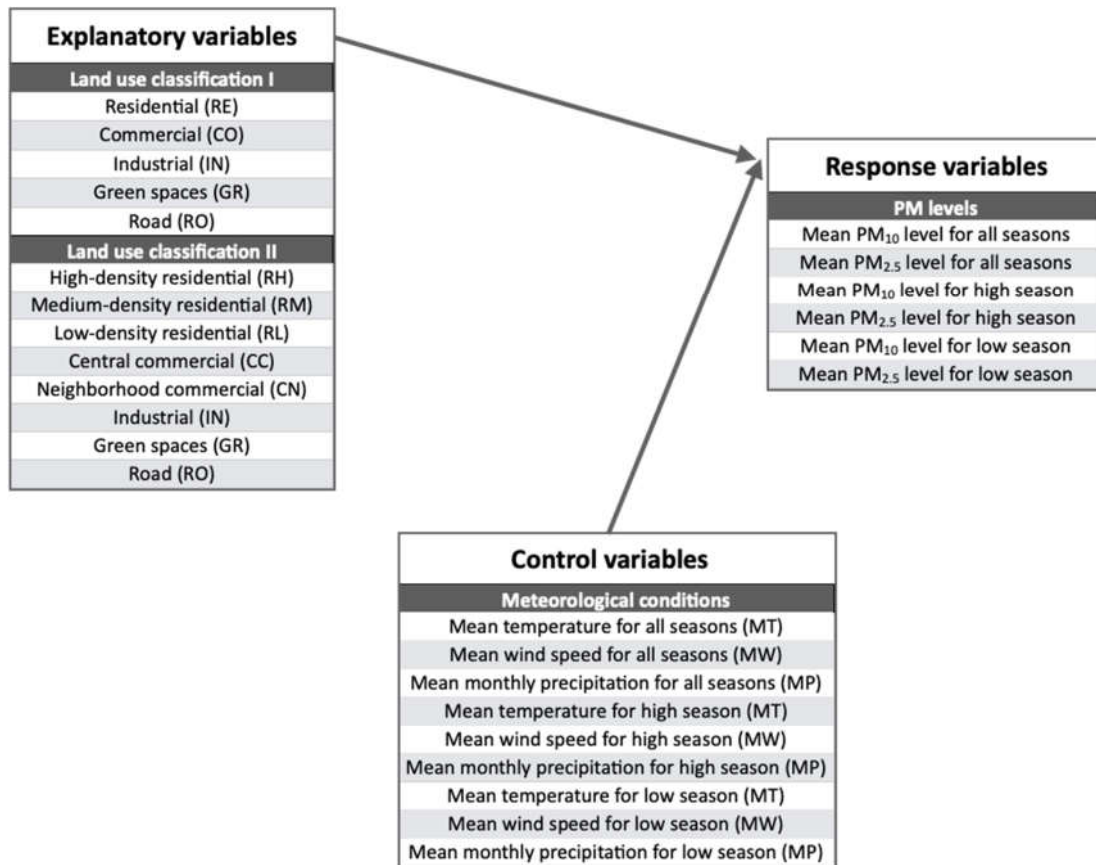 Explanatory variables
Land use classification I
Residential (RE)
Commercial (CO)
Industrial (IN)
Green spaces (GR)
Road (RO)
Land use classification II
High-density residential (RH)
Medium-density residential (RM)
Low-density residential (RL)
Central commercial (CC)
Neighborhood commercial (CN)
Industrial (IN)
Green spaces (GR)
Road (RO)
Response variables
PM levels
Mean PM₁₀ level for all seasons
Mean PM₂.₅ level for all seasons
Mean PM₁₀ level for high season
Mean PM₂.₅ level for high season
Mean PM₁₀ level for low season
Mean PM₂.₅ level for low season
Control variables
Meteorological conditions
Mean temperature for all seasons (MT)
Mean wind speed for all seasons (MW)
Mean monthly precipitation for all seasons (MP)
Mean temperature for high season (MT)
Mean wind speed for high season (MW)
Mean monthly precipitation for high season (MP)
Mean temperature for low season (MT)
Mean wind speed for low season (MW)
Mean monthly precipitation for low season (MP)